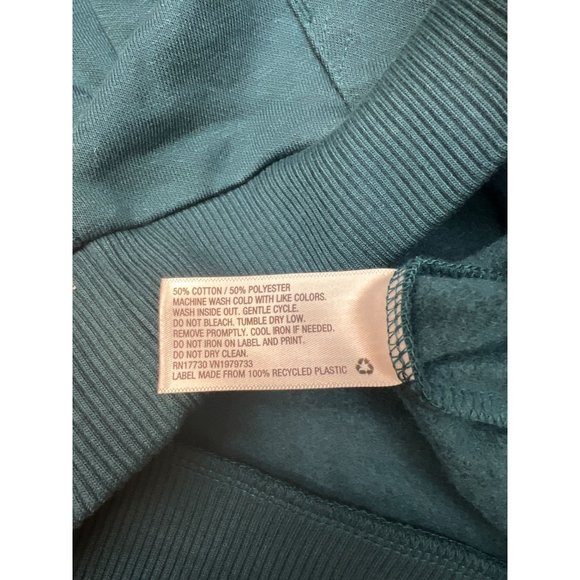 50% COTTON / 50% POLYESTER
MACHINE WASH COLD WITH LIKE COLORS.
WASH INSIDE OUT. GENTLE CYCLE.
DO NOT BLEACH. TUMBLE DRY LOW.
REMOVE PROMPTLY. COOL IRON IF NEEDED.
DO NOT IRON ON LABEL AND PRINT.
DO NOT DRY CLEAN.
RN17730 VN1979733
LABEL MADE FROM 100% RECYCLED PLASTIC